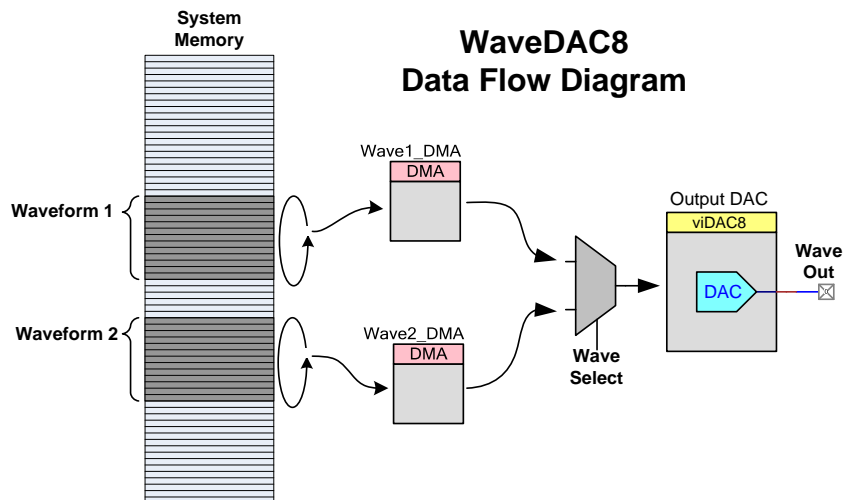 System
Memory
WaveDAC8
Data Flow Diagram
Wave1_DMA
DMA
Waveform 1
Output DAC
viDAC8
Wave
Out
DAC
Waveform 2
Wave2_DMA
DMA
Wave
Select